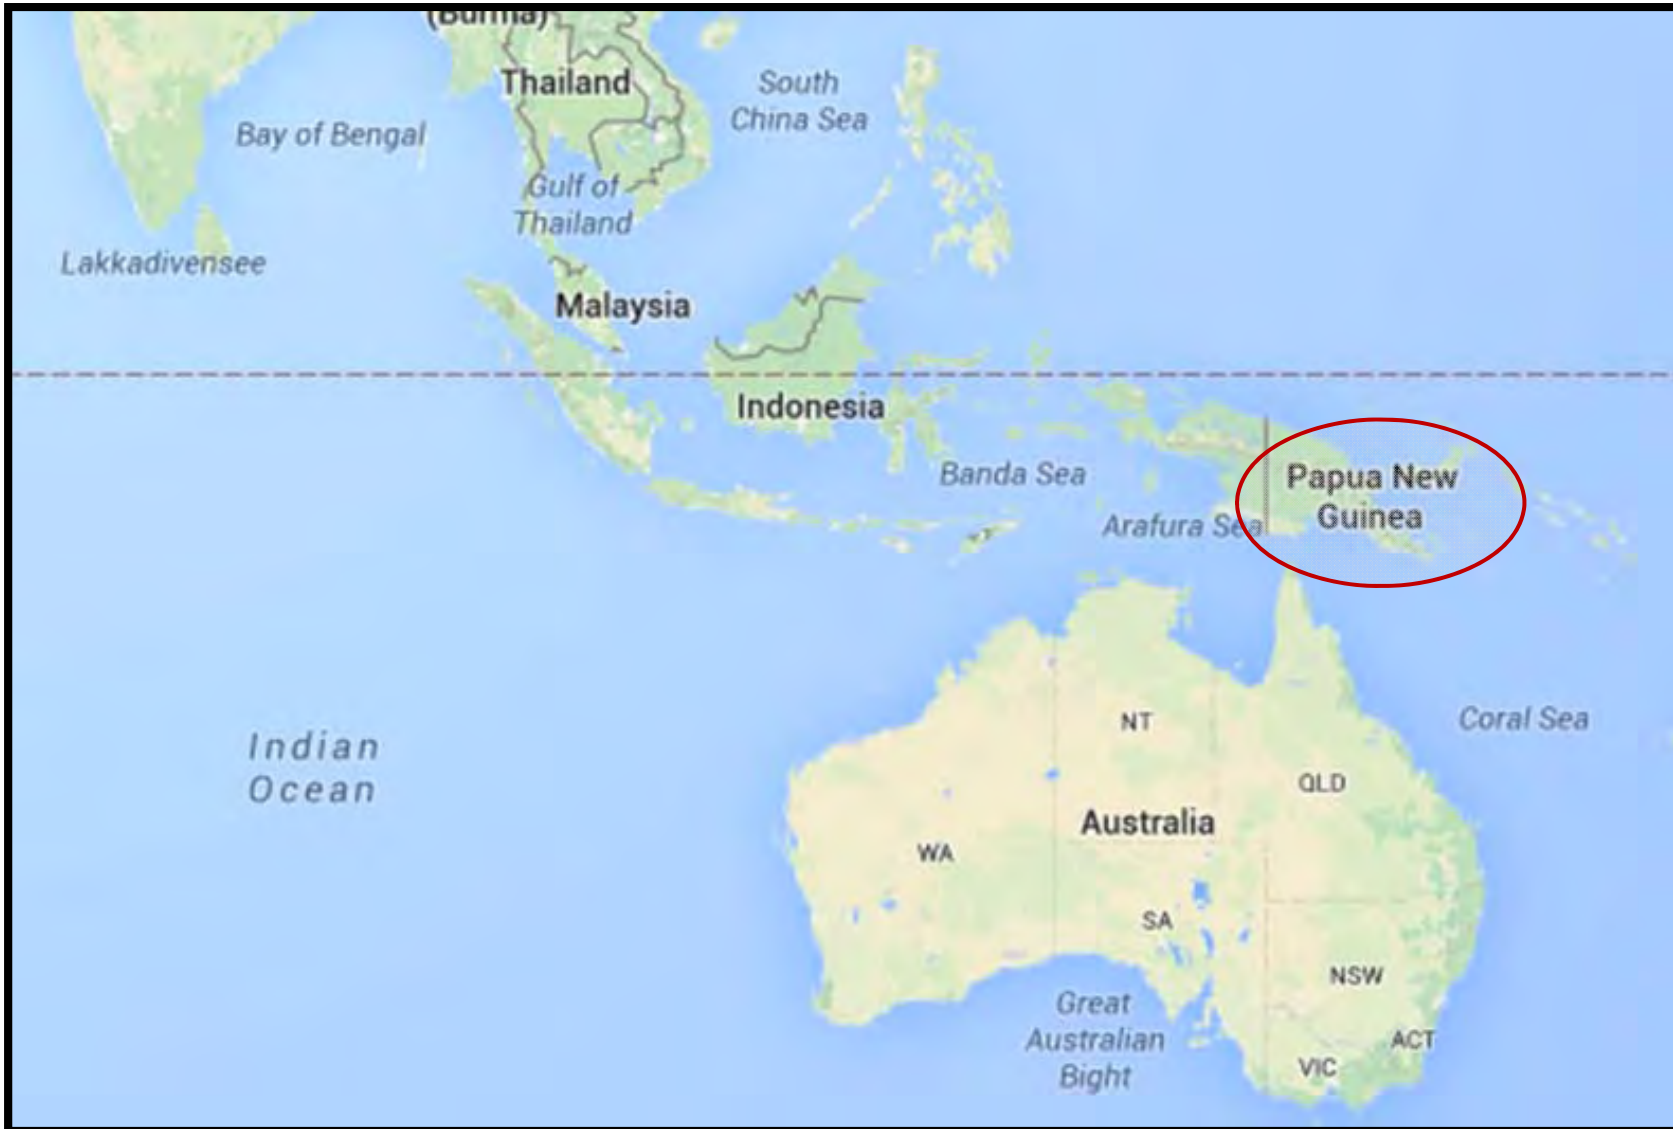 (Burma)
Thailand
South
China Sea
Bay of Bengal
Gulf of
Thailand
Lakkadivensee
Malaysia
Indonesia
Banda Sea
Papua New
Guinea
Arafura Sea
Indian
Ocean
NT
Coral Sea
QLD
Australia
WA
SA
NSW
Great
Australian
Bight
ACT
VIC